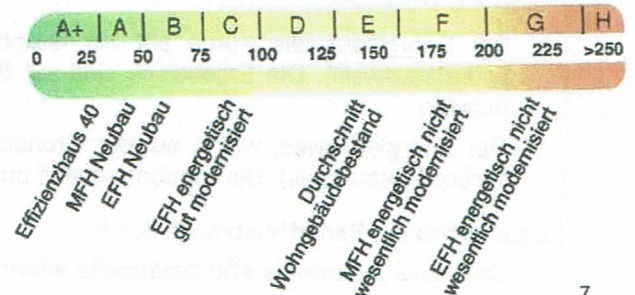 A+ A B C D E F G H
0 25 50 75 100 125 150 175 200 225 >250
Effizienzhaus 40
MFH Neubau
EFH Neubau
EFH energetisch
gut modernisiert
Durchschnitt
Wohngebäudebestand
MFH energetisch nicht
wesentlich modernisiert
EFH energetisch nicht
wesentlich modernisiert
7